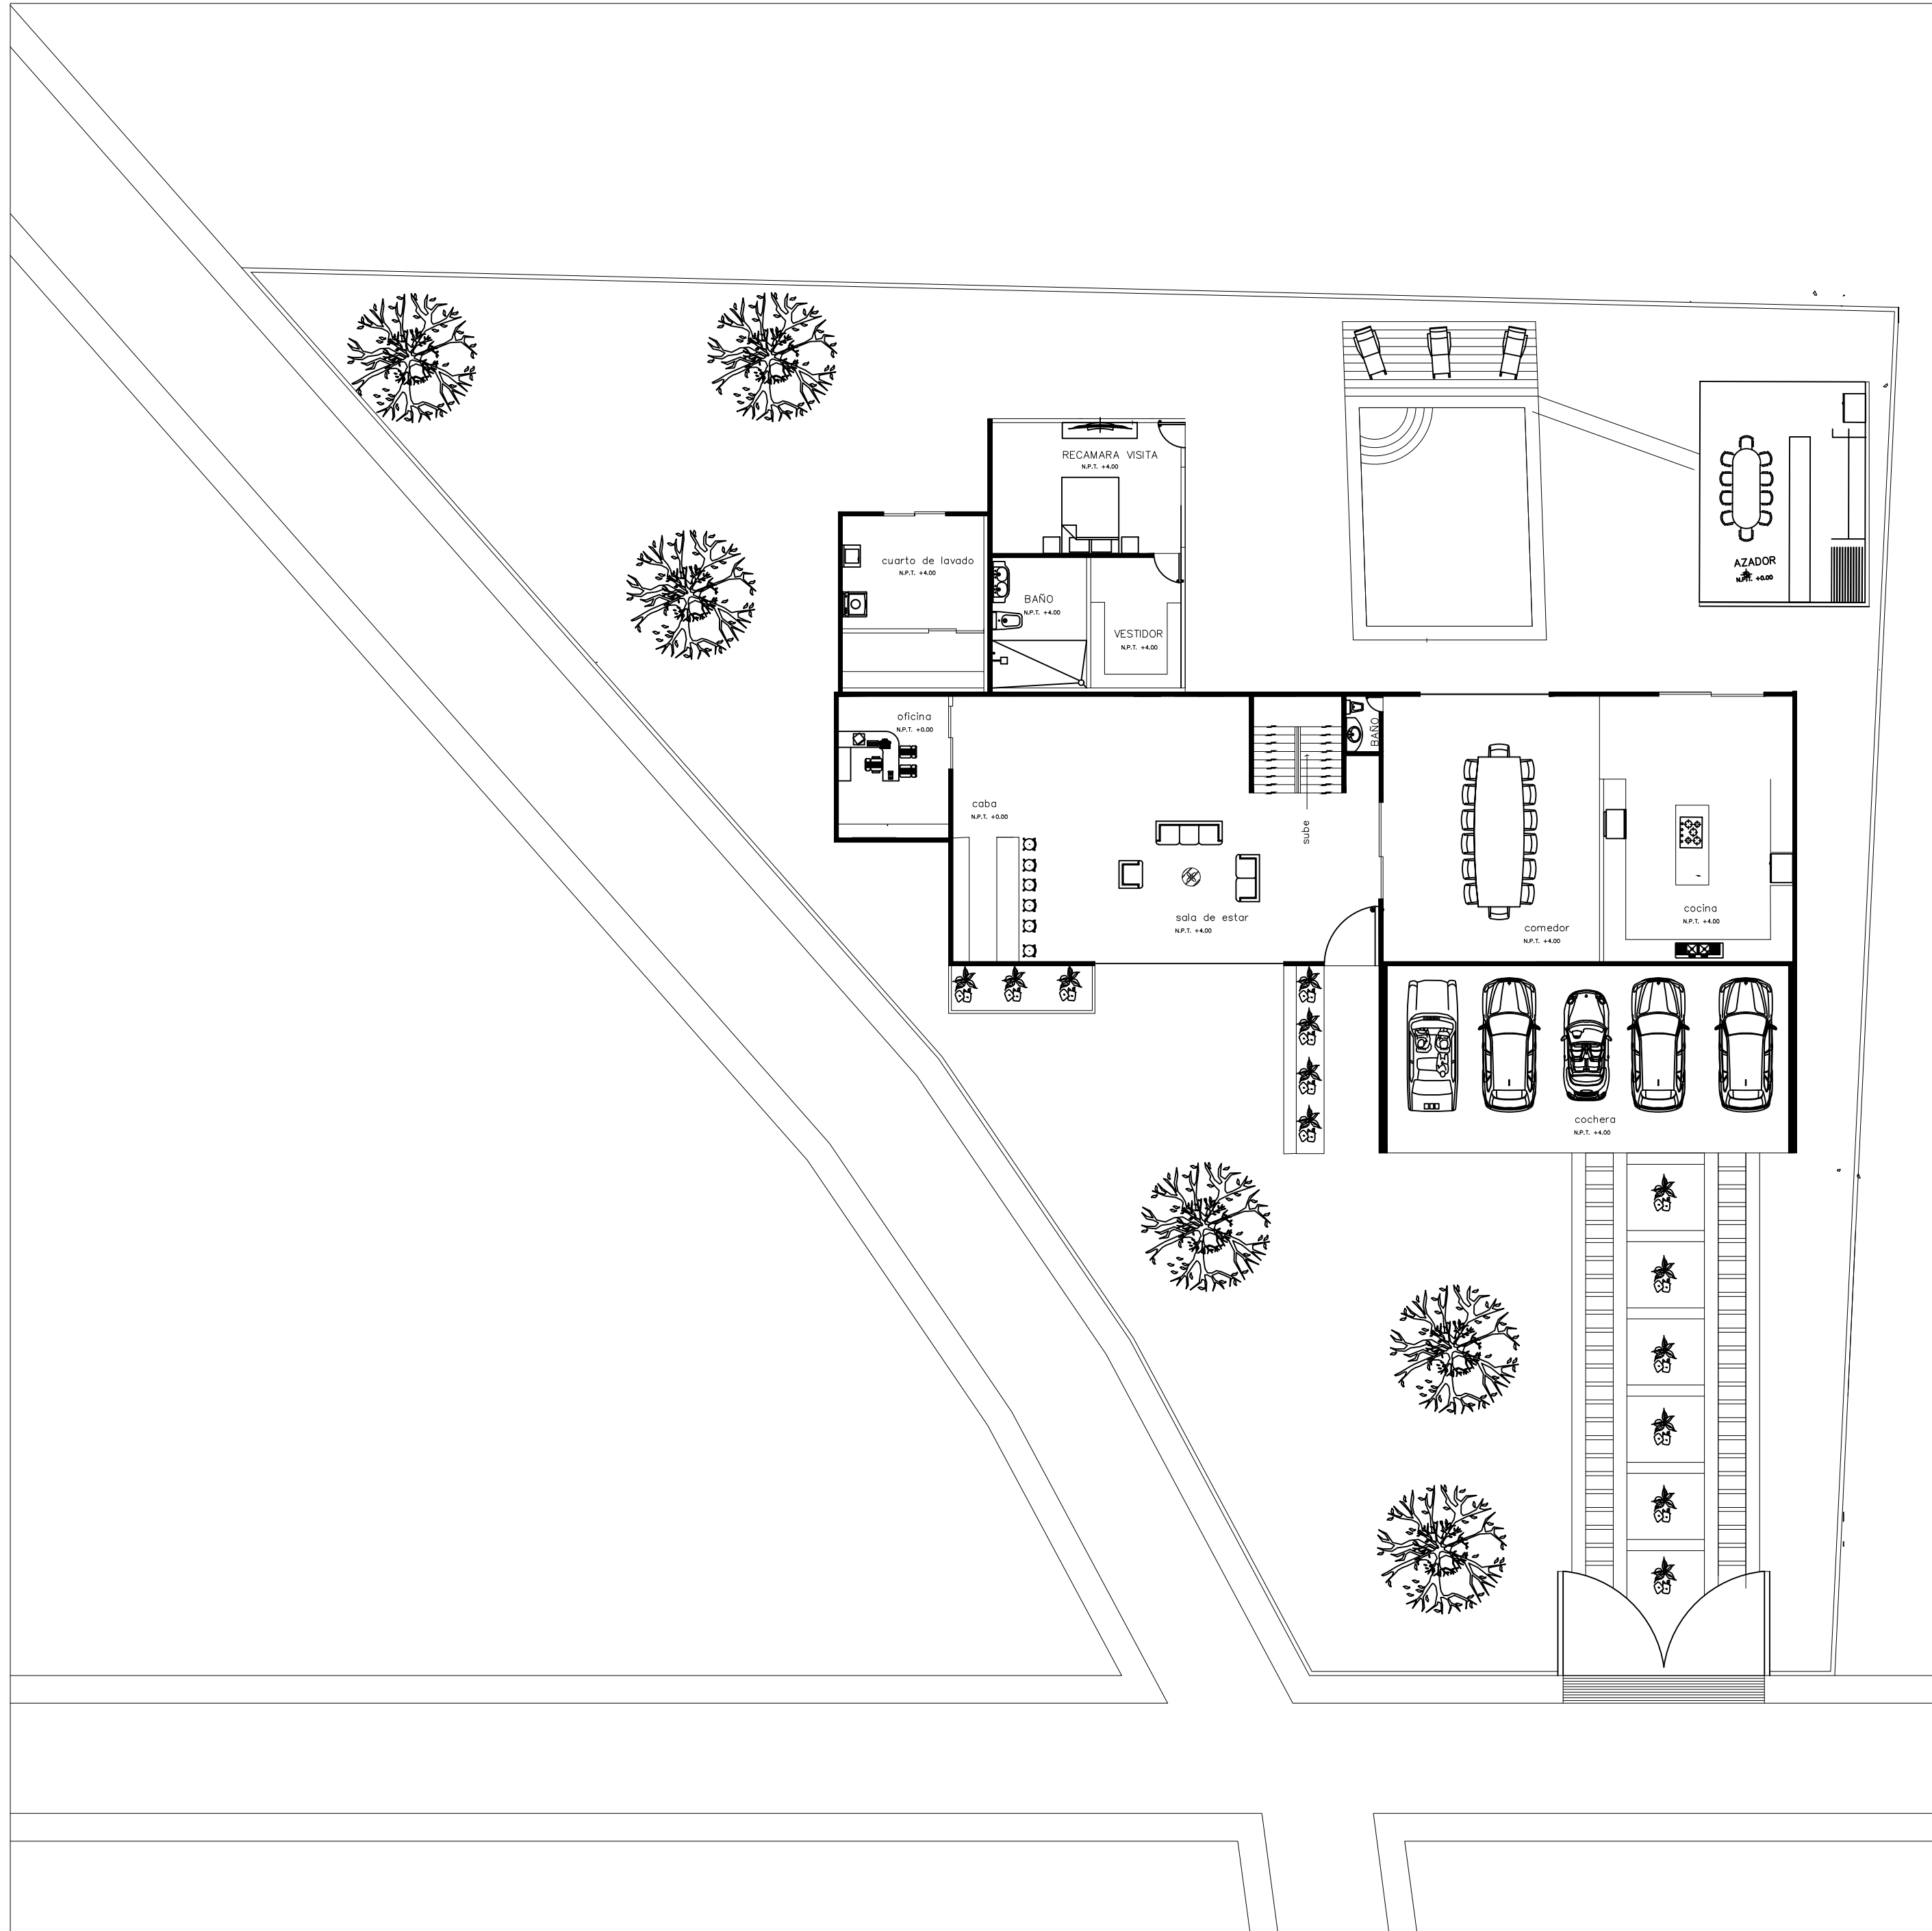 RECAMARA VISITA
N.P.T. +4.00
cuarto de lavado
N.P.T. +4.00
BAÑO
N.P.T. +4.00
VESTIDOR
N.P.T. +4.00
AZADOR
N.P.T. +0.00
oficina
N.P.T. +0.00
BAÑO
caba
N.P.T. +0.00
sube
sala de estar
N.P.T. +4.00
comedor
N.P.T. +4.00
cocina
N.P.T. +4.00
cochera
N.P.T. +4.00